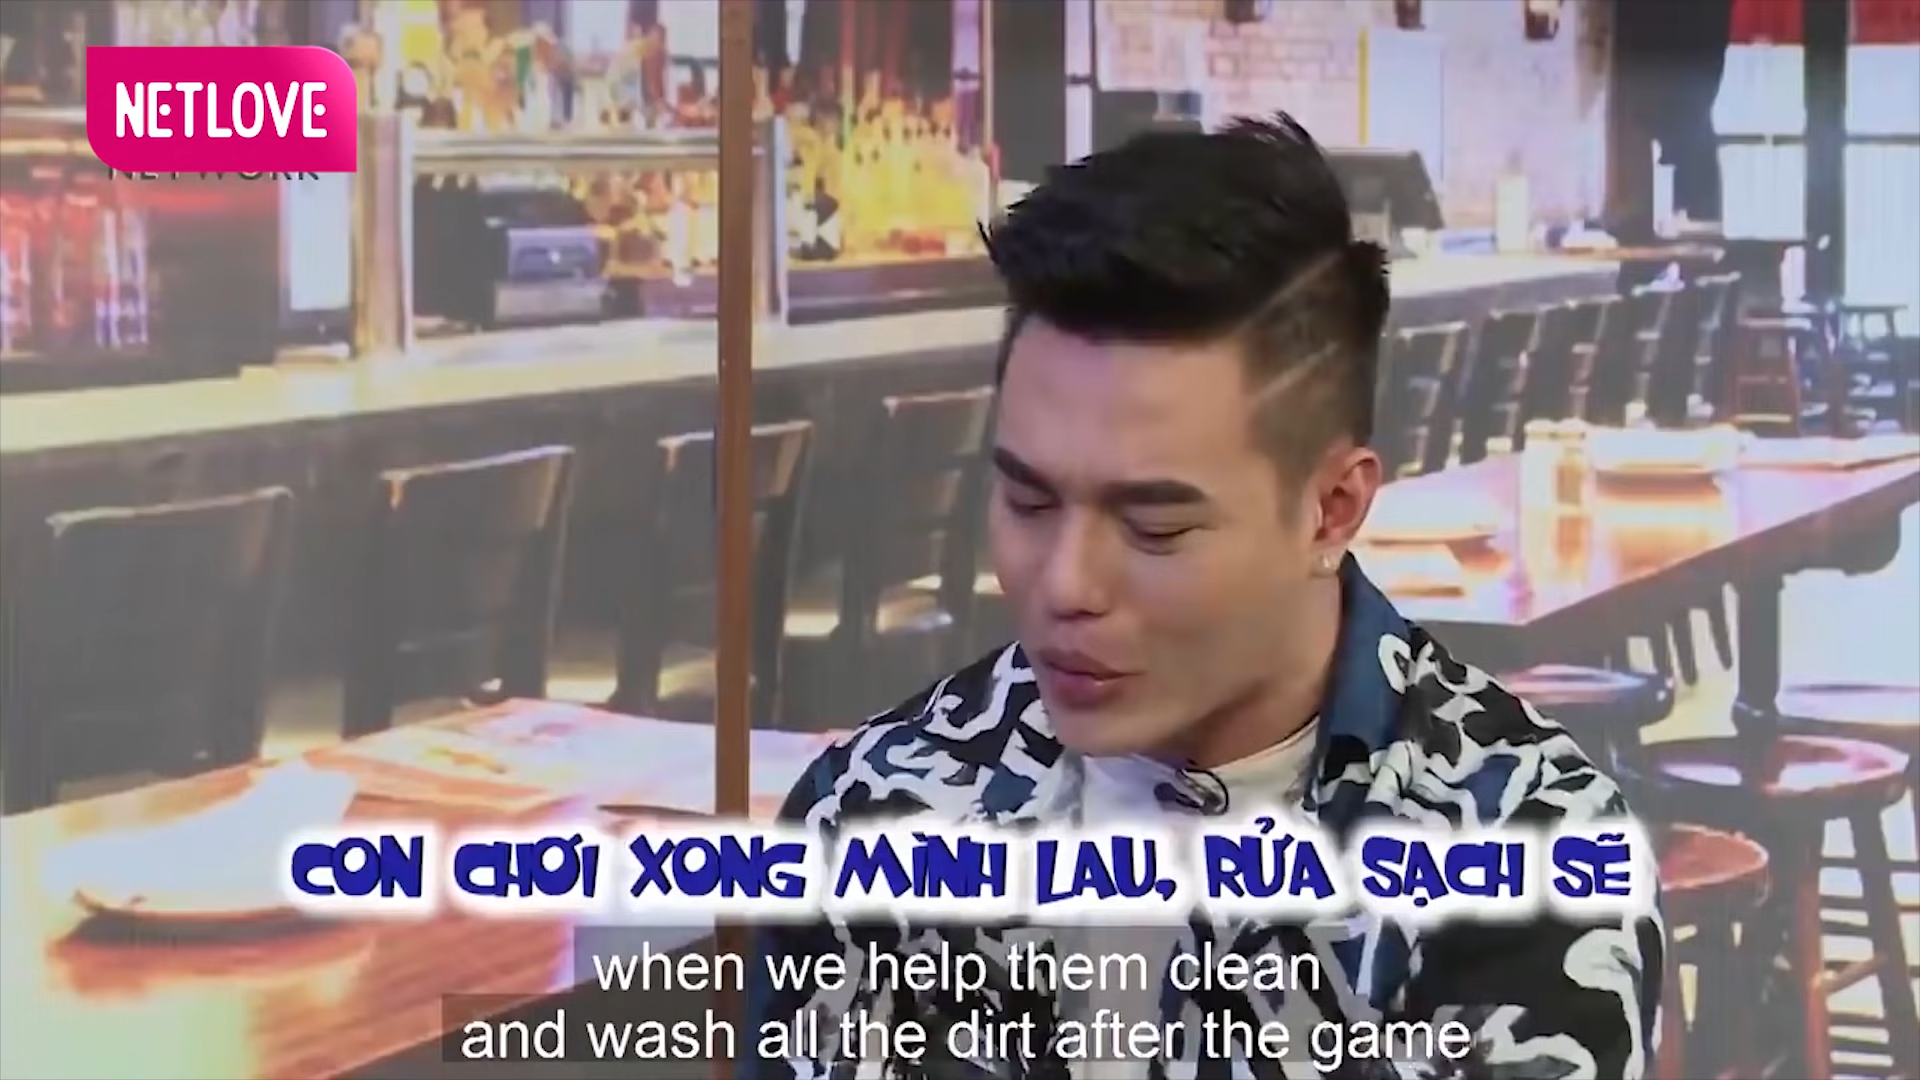 NETLOVE
NETWORK
CON CHƠI XONG MÌNH LAU, RỬA SẠCH SẼ
when we help them clean
and wash all the dirt after the game